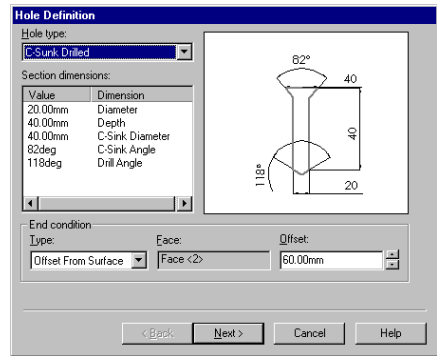 Hole Definition
Hole type:
C-Sunk Drilled
Section dimensions:
Value Dimension
20.00mm Diameter
40.00mm Depth
40.00mm C-Sink Diameter
82deg C-Sink Angle
118deg Drill Angle
82°
40
40
118°
20
End condition
Type: Face: Offset:
Offset From Surface Face <2> 60.00mm
< Back Next > Cancel Help